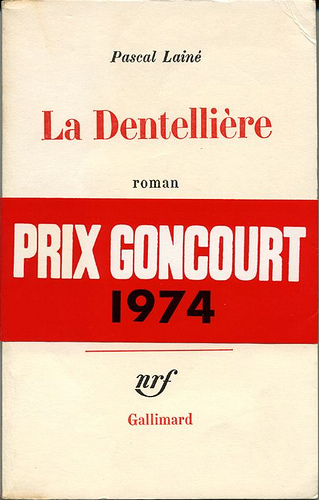 Pascal Lainé
La Dentellière
roman
PRIX GONCOURT
1974
nrf
Gallimard